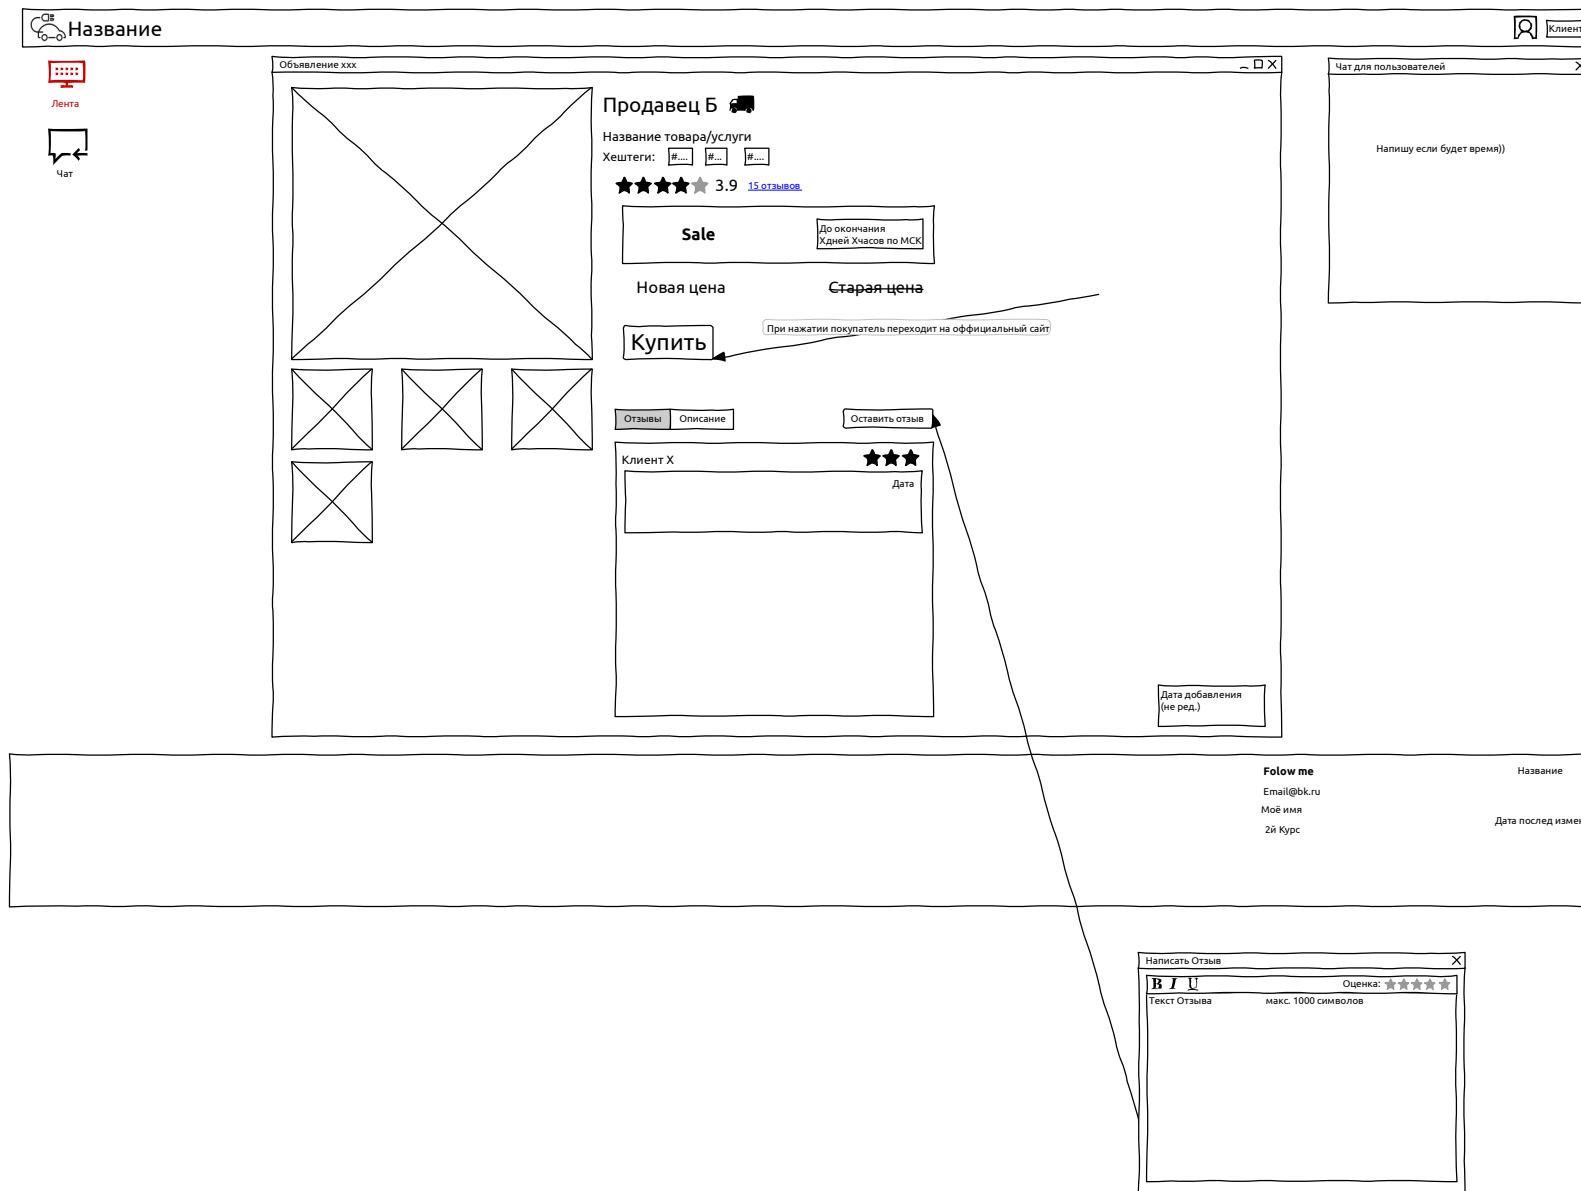 Название
Клиент
Лента
Чат
Объявление xxx
Продавец Б
Название товара/услуги
Хештеги: #.... #... #....
3.9 15 отзывов
Sale
До окончания
Хдней Хчасов по МСК
Новая цена Старая цена
При нажатии покупатель переходит на оффициальный сайт
Купить
Отзывы Описание Оставить отзыв
Клиент X
Дата
Дата добавления
(не ред.)
Чат для пользователей
Напишу если будет время))
Folow me
Email@bk.ru
Моё имя
2й Курс
Название
Дата послед
Написать Отзыв
B I U Оценка:
Текст Отзыва макс. 1000 символов